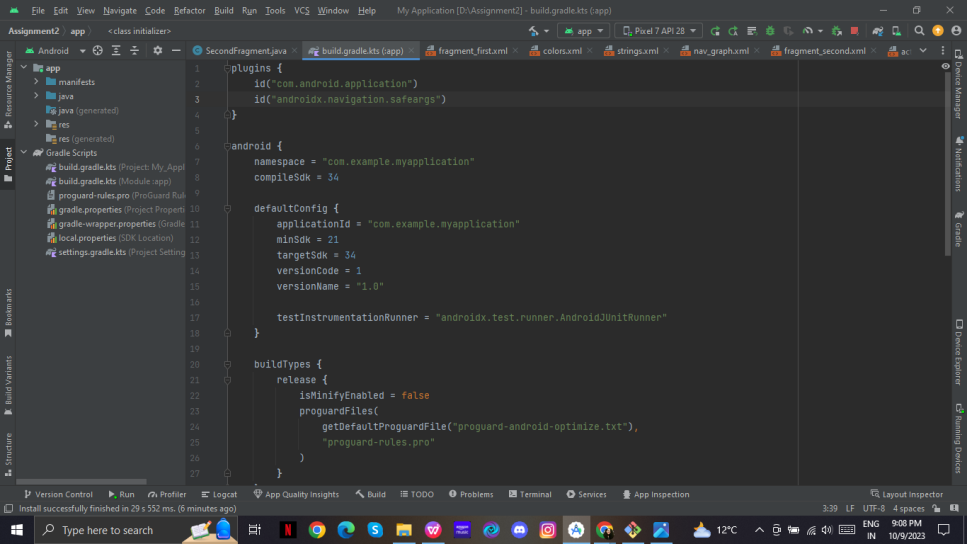 File Edit View Navigate Code Refactor Build Run Tools VCS Window Help My Application [D:\Assignment2] - build.gradle.kts (:app)
Assignment2 app <class initializer> app Pixel 7 API 28
Android SecondFragment.java build.gradle.kts (:app) fragment_first.xml colors.xml strings.xml nav_graph.xml fragment_second.xml
Resource Manager
Project
Bookmarks
Build Variants
Structure
app
manifests
java
java (generated)
res
res (generated)
Gradle Scripts
build.gradle.kts (Project: My_Appl
build.gradle.kts (Module :app)
proguard-rules.pro (ProGuard Rule
gradle.properties (Project Properti
gradle-wrapper.properties (Gradle
local.properties (SDK Location)
settings.gradle.kts (Project Setting
1 plugins {
2 id("com.android.application")
3 id("androidx.navigation.safeargs")
4 }
5
6 android {
7 namespace = "com.example.myapplication"
8 compileSdk = 34
9
10 defaultConfig {
11 applicationId = "com.example.myapplication"
12 minSdk = 21
13 targetSdk = 34
14 versionCode = 1
15 versionName = "1.0"
16
17 testInstrumentationRunner = "androidx.test.runner.AndroidJUnitRunner"
18 }
19
20 buildTypes {
21 release {
22 isMinifyEnabled = false
23 proguardFiles(
24 getDefaultProguardFile("proguard-android-optimize.txt"),
25 "proguard-rules.pro"
26 )
27 }
Device Manager
Notifications
Gradle
Device Explorer
Running Devices
Version Control Run Profiler Logcat App Quality Insights Build TODO Problems Terminal Services App Inspection Layout Inspector
Install successfully finished in 29 s 552 ms. (6 minutes ago) 3:39 LF UTF-8 4 spaces
Type here to search 12°C ENG 9:08 PM
IN 10/9/2023